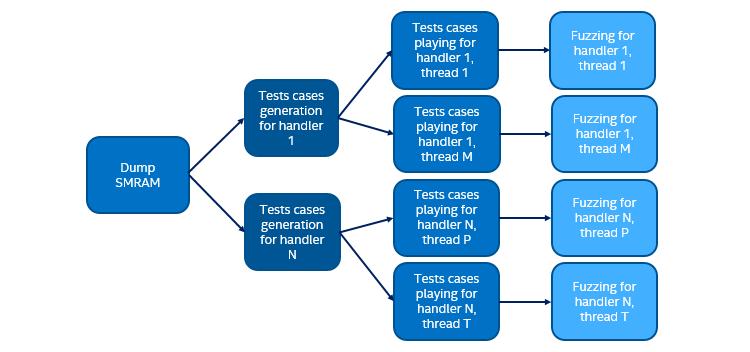 Dump
SMRAM
Tests cases
generation
for handler
1
Tests cases
generation
for handler
N
Tests cases
playing for
handler 1,
thread 1
Fuzzing for
handler 1,
thread 1
Tests cases
playing for
handler 1,
thread M
Fuzzing for
handler 1,
thread M
Tests cases
playing for
handler N,
thread P
Fuzzing for
handler N,
thread P
Tests cases
playing for
handler N,
thread T
Fuzzing for
handler N,
thread T